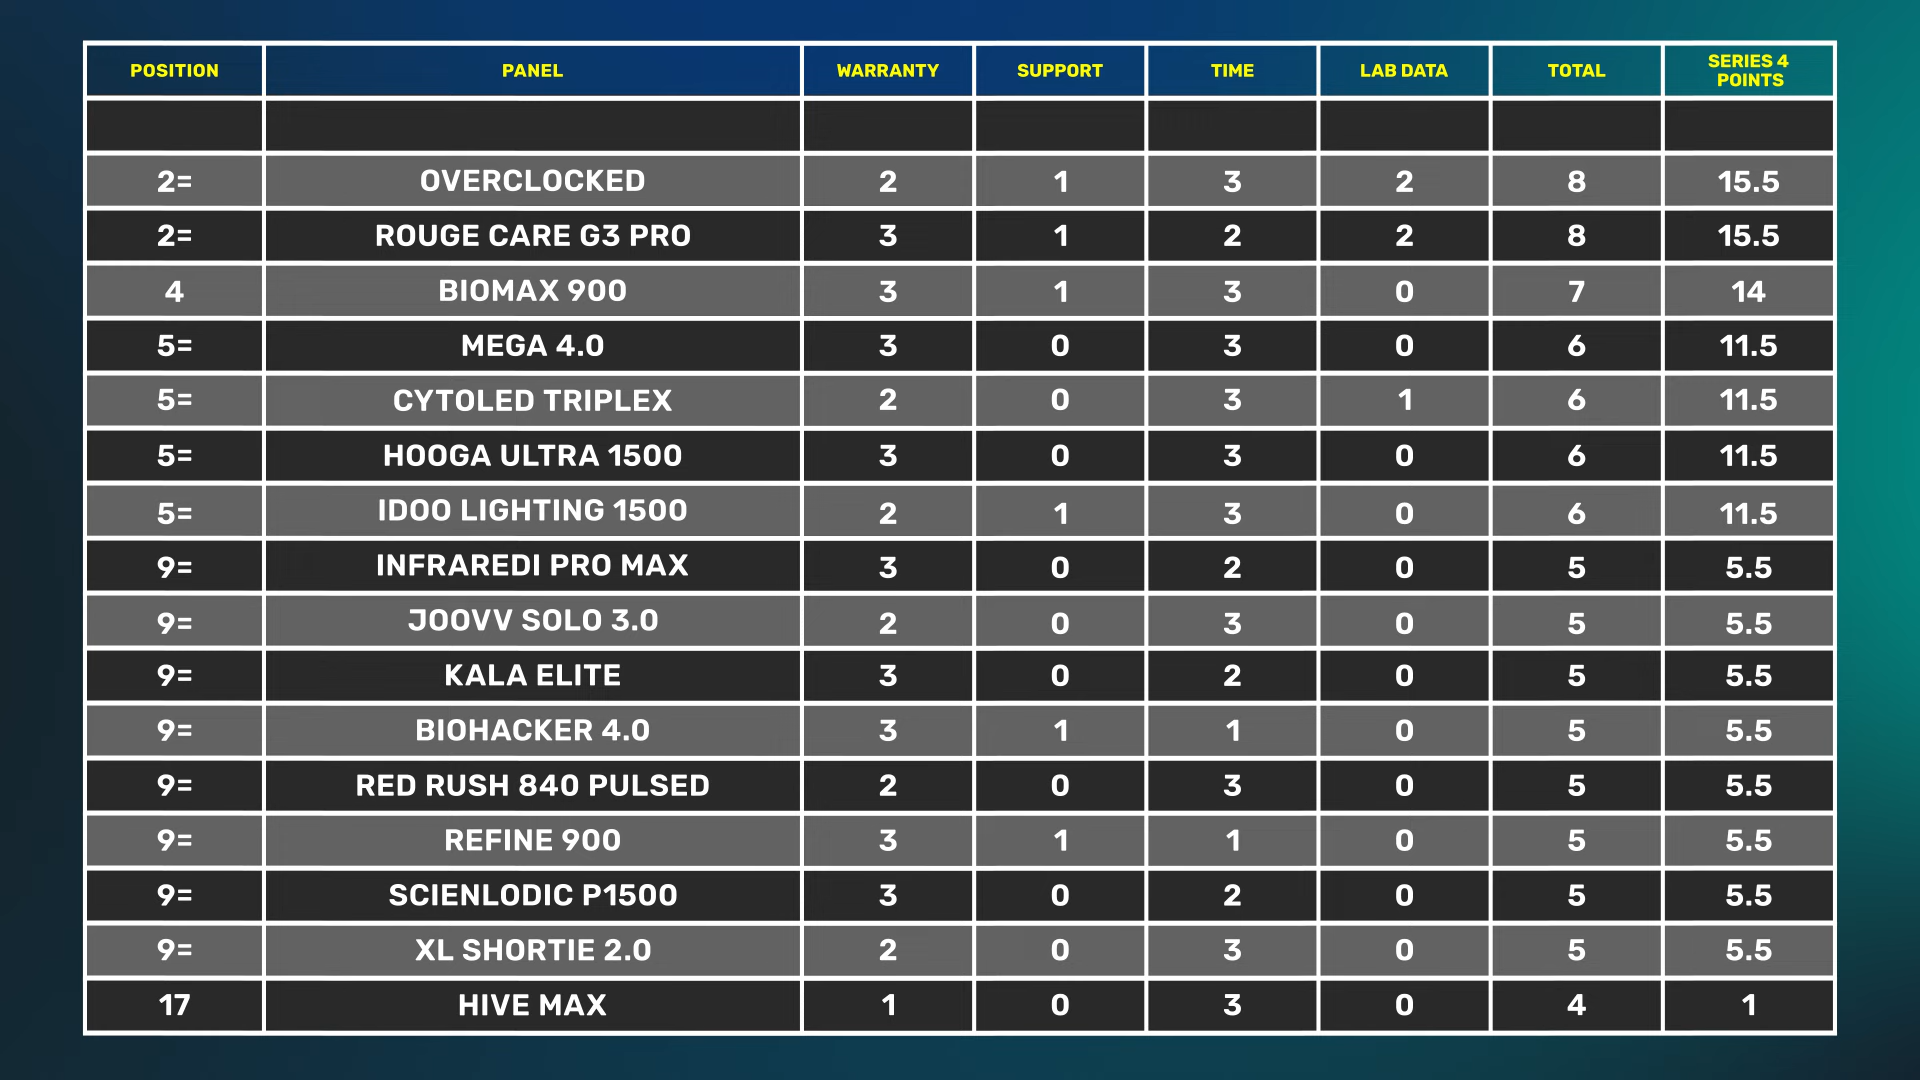 POSITION PANEL WARRANTY SUPPORT TIME LAB DATA TOTAL SERIES 4 POINTS
2= OVERCLOCKED 2 1 3 2 8 15.5
2= ROUGE CARE G3 PRO 3 1 2 2 8 15.5
4 BIOMAX 900 3 1 3 0 7 14
5= MEGA 4.0 3 0 3 0 6 11.5
5= CYTOLED TRIPLEX 2 0 3 1 6 11.5
5= HOOGA ULTRA 1500 3 0 3 0 6 11.5
5= IDOO LIGHTING 1500 2 1 3 0 6 11.5
9= INFRAREDI PRO MAX 3 0 2 0 5 5.5
9= JOOVV SOLO 3.0 2 0 3 0 5 5.5
9= KALA ELITE 3 0 2 0 5 5.5
9= BIOHACKER 4.0 3 1 1 0 5 5.5
9= RED RUSH 840 PULSED 2 0 3 0 5 5.5
9= REFINE 900 3 1 1 0 5 5.5
9= SCIENLODIC P1500 3 0 2 0 5 5.5
9= XL SHORTIE 2.0 2 0 3 0 5 5.5
17 HIVE MAX 1 0 3 0 4 1